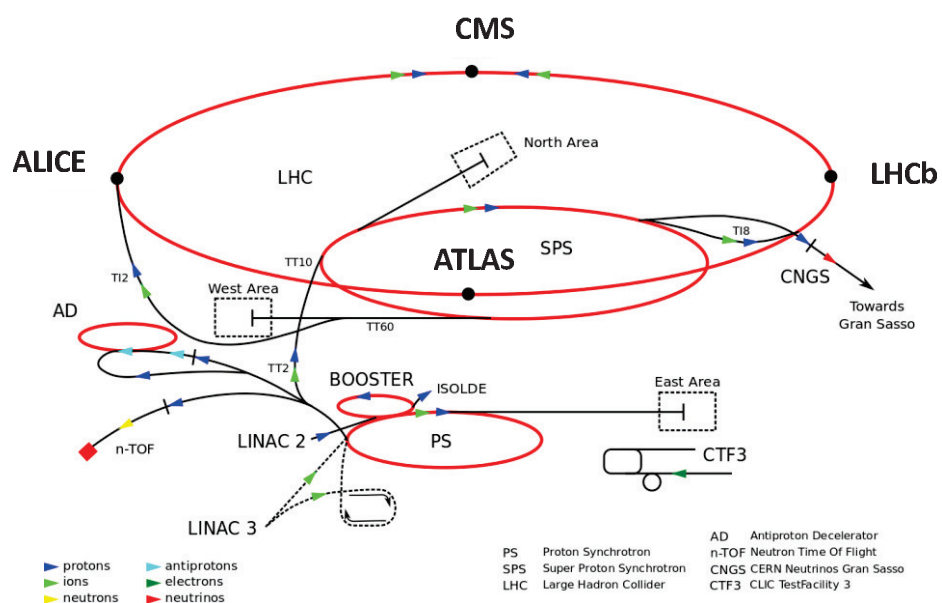 CMS
ALICE
LHC
North Area
LHCb
TT10
SPS
TI8
ATLAS
CNGS
TI2
West Area
Towards
Gran Sasso
AD
TT60
TT2
BOOSTER
ISOLDE
East Area
n-TOF
LINAC 2
PS
CTF3
LINAC 3
AD Antiproton Decelerator
PS Proton Synchrotron
n-TOF Neutron Time Of Flight
SPS Super Proton Synchrotron
CNGS CERN Neutrinos Gran Sasso
LHC Large Hadron Collider
CTF3 CLIC TestFacility 3
protons
antiprotons
ions
electrons
neutrons
neutrinos